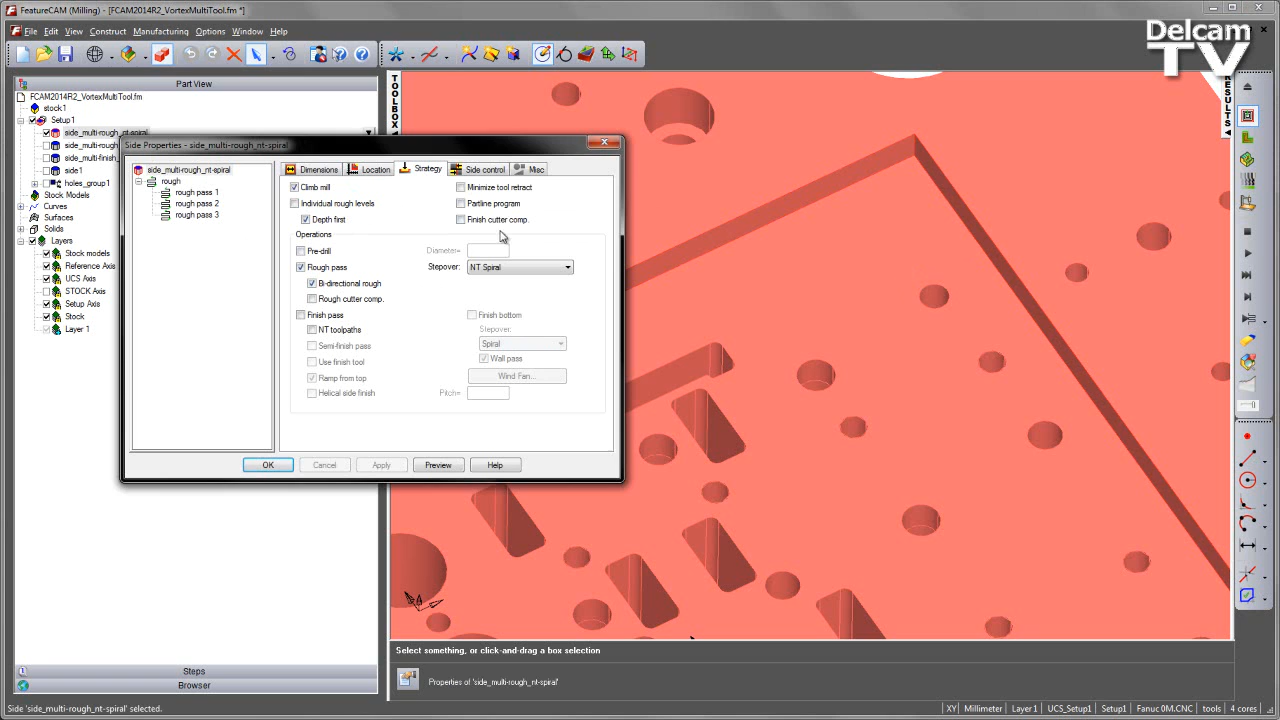 FeatureCAM (Milling) - [FCAM2014R2_VortexMultiTool.fm *]
File Edit View Construct Manufacturing Options Window Help
Delcam
TV
Part View
FCAM2014R2_VortexMultiTool.fm
stock1
Setup1
side_multi-rough_nt-spiral
side_multi-rough
side_multi-finish_
side1
holes_group1
Stock Models
Curves
Surfaces
Solids
Layers
Stock models
Reference Axis
UCS Axis
STOCK Axis
Setup Axis
Stock
Layer 1
TOOLBOX
RESULTS
Side Properties - side_multi-rough_nt-spiral
side_multi-rough_nt-spiral
rough
rough pass 1
rough pass 2
rough pass 3
Dimensions Location Strategy Side control Misc
Climb mill
Minimize tool retract
Individual rough levels
Partline program
Depth first
Finish cutter comp.
Operations
Pre-drill
Diameter=
Rough pass
Stepover: NT Spiral
Bi-directional rough
Rough cutter comp.
Finish pass
Finish bottom
NT toolpaths
Stepover:
Semi-finish pass
Spiral
Use finish tool
Wall pass
Ramp from top
Wind Fan...
Helical side finish
Pitch=
OK Cancel Apply Preview Help
Select something, or click-and-drag a box selection
Properties of 'side_multi-rough_nt-spiral'
Steps
Browser
Side 'side_multi-rough_nt-spiral' selected.
XY Millimeter Layer 1 UCS_Setup1 Setup1 Fanuc 0M.CNC tools 4 cores